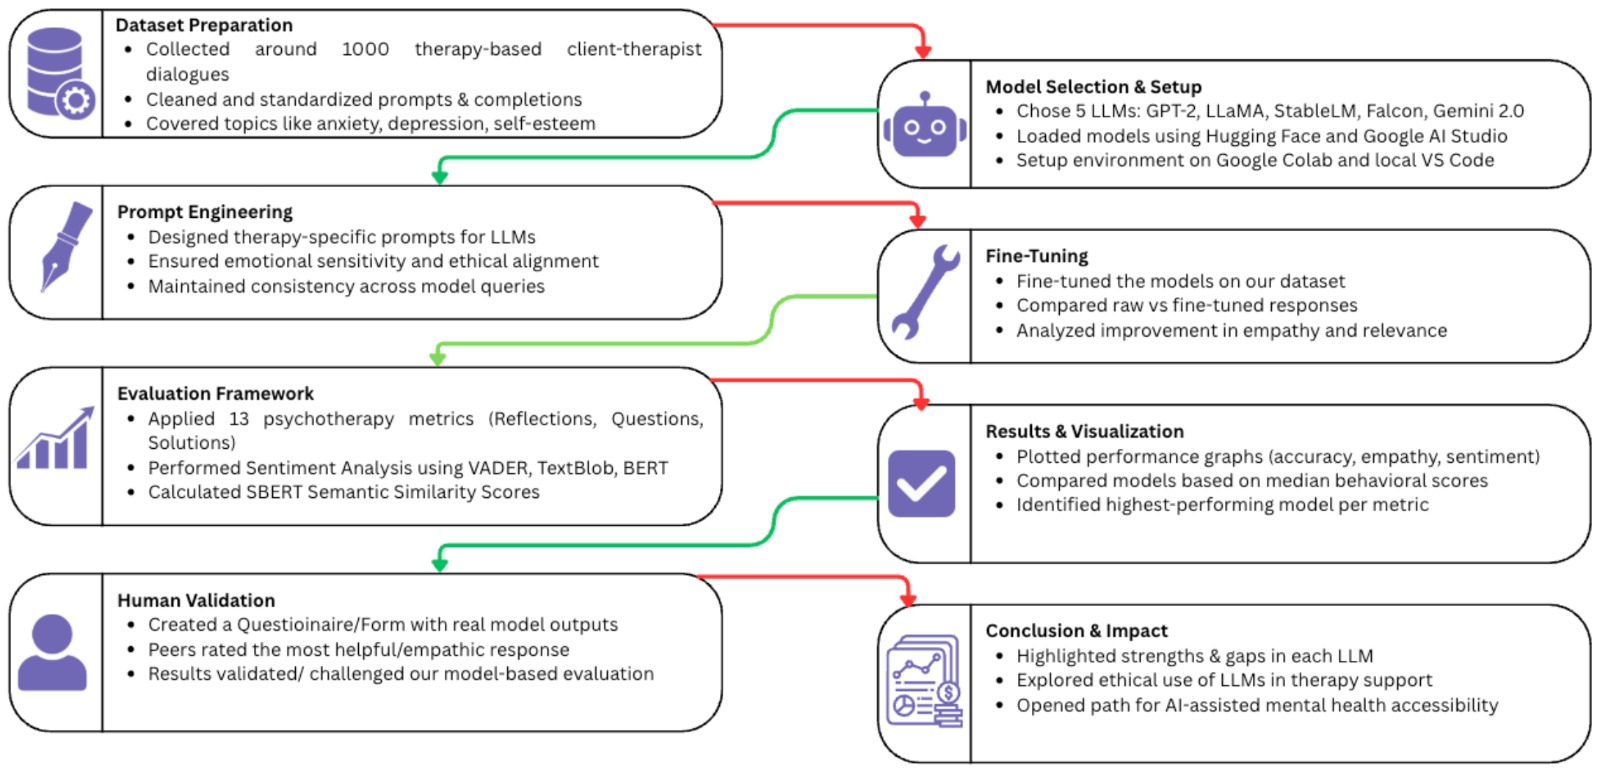 Dataset Preparation
• Collected around 1000 therapy-based client-therapist
dialogues
• Cleaned and standardized prompts & completions
• Covered topics like anxiety, depression, self-esteem
Model Selection & Setup
• Chose 5 LLMs: GPT-2, LLaMA, StableLM, Falcon, Gemini 2.0
• Loaded models using Hugging Face and Google AI Studio
• Setup environment on Google Colab and local VS Code
Prompt Engineering
• Designed therapy-specific prompts for LLMs
• Ensured emotional sensitivity and ethical alignment
• Maintained consistency across model queries
Fine-Tuning
• Fine-tuned the models on our dataset
• Compared raw vs fine-tuned responses
• Analyzed improvement in empathy and relevance
Evaluation Framework
• Applied 13 psychotherapy metrics (Reflections, Questions,
Solutions)
• Performed Sentiment Analysis using VADER, TextBlob, BERT
• Calculated SBERT Semantic Similarity Scores
Results & Visualization
• Plotted performance graphs (accuracy, empathy, sentiment)
• Compared models based on median behavioral scores
• Identified highest-performing model per metric
Human Validation
• Created a Questioinaire/Form with real model outputs
• Peers rated the most helpful/empathic response
• Results validated/ challenged our model-based evaluation
Conclusion & Impact
• Highlighted strengths & gaps in each LLM
• Explored ethical use of LLMs in therapy support
• Opened path for AI-assisted mental health accessibility